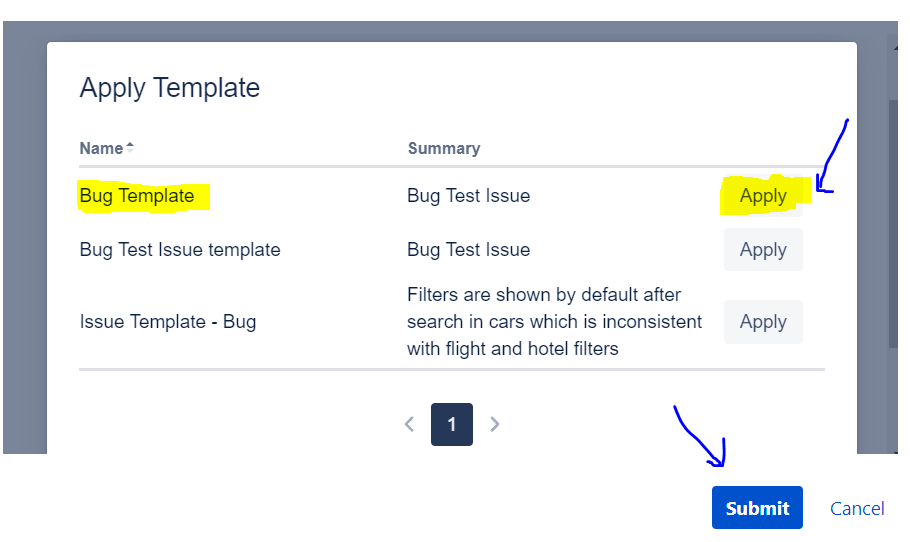 Apply Template
Name Summary
Bug Template Bug Test Issue Apply
Bug Test Issue template Bug Test Issue Apply
Filters are shown by default after
Issue Template - Bug search in cars which is inconsistent Apply
with flight and hotel filters
1
Submit Cancel